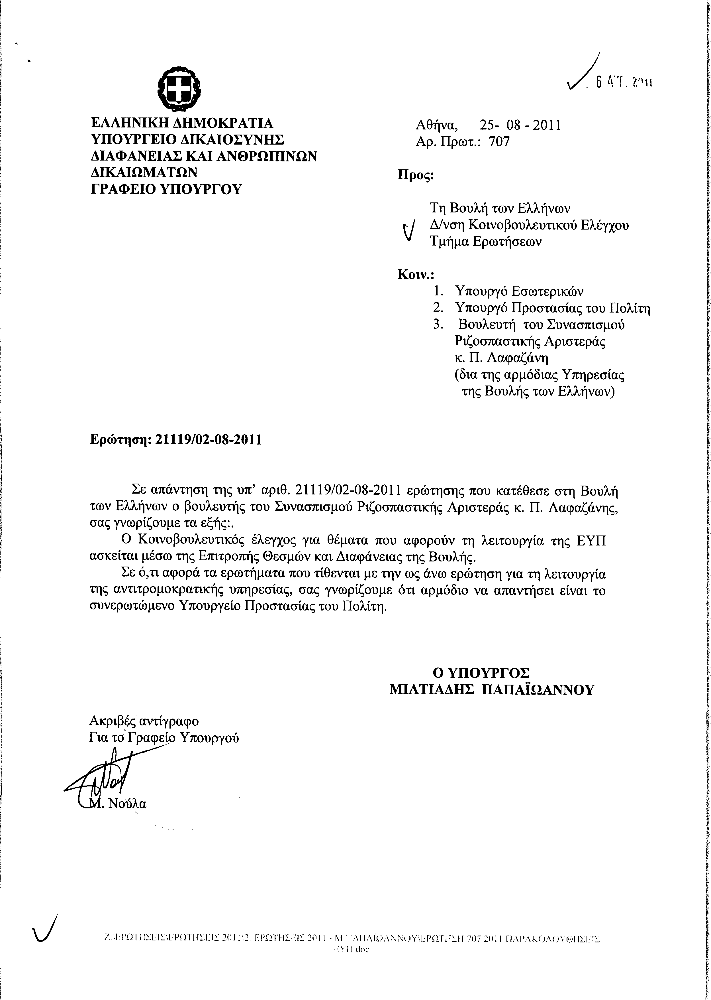 6
ΕΛΛΗΝΙΚΗ ΔΗΜΟΚΡΑΤΙΑ
ΥΠΟΥΡΓΕΙΟ ΔΙΚΑΙΟΣΥΝΗΣ
ΔΙΑΦΑΝΕΙΑΣ ΚΑΙ ΑΝΘΡΩΠΙΝΩΝ
ΔΙΚΑΙΩΜΑΤΩΝ
ΓΡΑΦΕΙΟ ΥΠΟΥΡΓΟΥ
Αθήνα, 25- 08 - 2011
Αρ. Πρωτ.: 707
Προς:
Τη Βουλή των Ελλήνων
Δ/νση Κοινοβουλευτικού Ελέγχου
Τμήμα Ερωτήσεων
Κοιν.:
1. Υπουργό Εσωτερικών
2. Υπουργό Προστασίας του Πολίτη
3. Βουλευτή του Συνασπισμού
Ριζοσπαστικής Αριστεράς
κ. Π. Λαφαζάνη
(δια της αρμόδιας Υπηρεσίας
της Βουλής των Ελλήνων)
Ερώτηση: 21119/02-08-2011
Σε απάντηση της υπ’ αριθ. 21119/02-08-2011 ερώτησης που κατέθεσε στη Βουλή
των Ελλήνων ο βουλευτής του Συνασπισμού Ριζοσπαστικής Αριστεράς κ. Π. Λαφαζάνης,
σας γνωρίζουμε τα εξής:.
Ο Κοινοβουλευτικός έλεγχος για θέματα που αφορούν τη λειτουργία της ΕΥΠ
ασκείται μέσω της Επιτροπής Θεσμών και Διαφάνειας της Βουλής.
Σε ό,τι αφορά τα ερωτήματα που τίθενται με την ως άνω ερώτηση για τη λειτουργία
της αντιτρομοκρατικής υπηρεσίας, σας γνωρίζουμε ότι αρμόδιο να απαντήσει είναι το
συνερωτώμενο Υπουργείο Προστασίας του Πολίτη.
Ο ΥΠΟΥΡΓΟΣ
ΜΙΛΤΙΑΔΗΣ ΠΑΠΑΪΩΑΝΝΟΥ
Ακριβές αντίγραφο
Για το Γραφείο Υπουργού
Μ. Νούλα
Z:\ΕΡΩΤΗΣΕΙΣ\ΕΡΩΤΗΣΕΙΣ 2011\2. ΕΡΩΤΗΣΕΙΣ 2011 - Μ.ΠΑΠΑΪΩΑΝΝΟΥ\ΕΡΩΤΗΣΗ 707 2011 ΠΑΡΑΚΟΛΟΥΘΗΣΕΙΣ
ΕΥΠ.doc